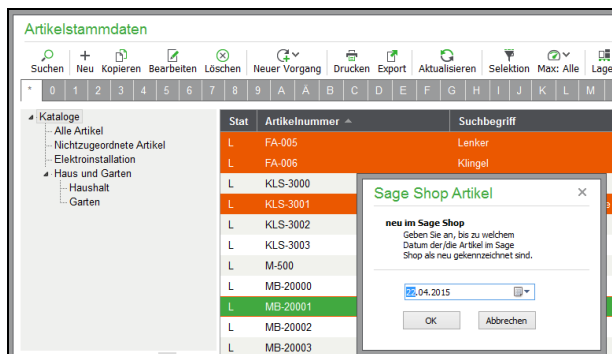 Artikelstammdaten
Suchen Neu Kopieren Bearbeiten Löschen Neuer Vorgang Drucken Export Aktualisieren Selektion Max: Alle Lage
* 0 1 2 3 4 5 6 7 8 9 A Ä B C D E F G H I J K L M
Kataloge
Alle Artikel
Nichtzugeordnete Artikel
Elektroinstallation
Haus und Garten
Haushalt
Garten
Stat Artikelnummer Suchbegriff
L FA-005 Lenker
L FA-006 Klingel
L KLS-3000
L KLS-3001
L KLS-3002
L KLS-3003
L M-500
L MB-20000
L MB-20001
L MB-20002
L MB-20003
Sage Shop Artikel
neu im Sage Shop
Geben Sie an, bis zu welchem
Datum der/die Artikel im Sage
Shop als neu gekennzeichnet sind.
22.04.2015
OK Abbrechen